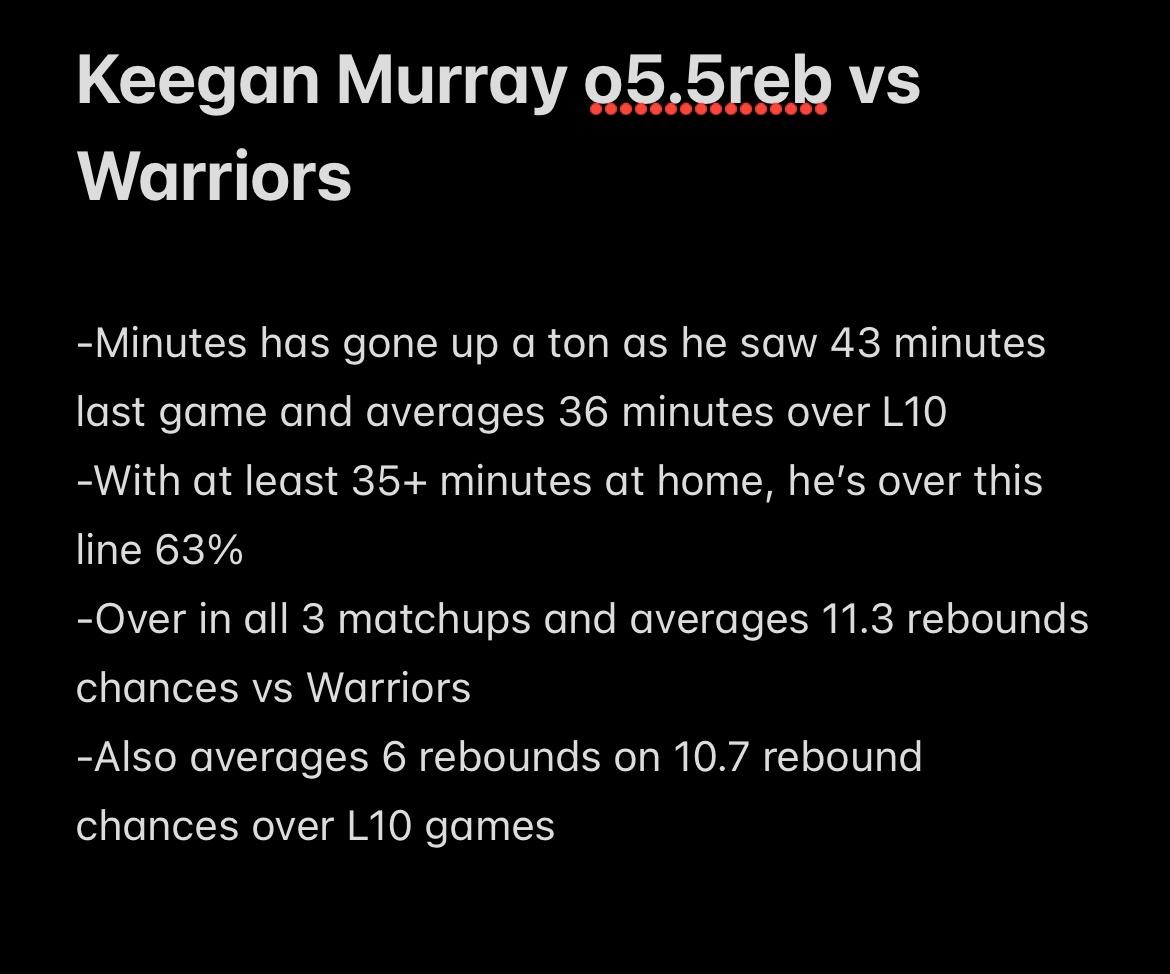 Keegan Murray o5.5reb vs
Warriors
-Minutes has gone up a ton as he saw 43 minutes
last game and averages 36 minutes over L10
-With at least 35+ minutes at home, he’s over this
line 63%
-Over in all 3 matchups and averages 11.3 rebounds
chances vs Warriors
-Also averages 6 rebounds on 10.7 rebound
chances over L10 games